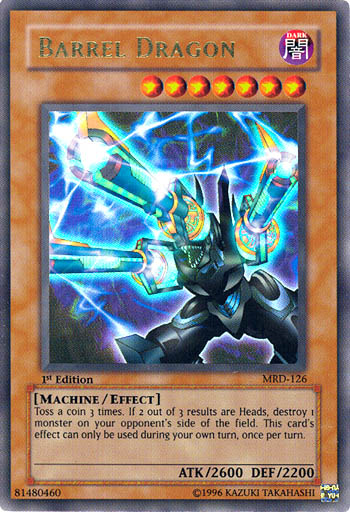 BARREL DRAGON
DARK
闇
1st Edition
MRD-126
[MACHINE/EFFECT]
Toss a coin 3 times. If 2 out of 3 results are Heads, destroy 1
monster on your opponent's side of the field. This card's
effect can only be used during your own turn, once per turn.
ATK/2600 DEF/2200
81480460
©1996 KAZUKI TAKAHASHI